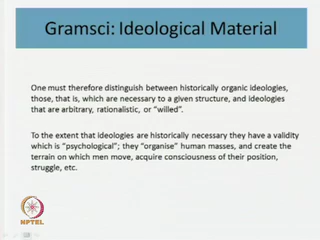 Gramsci: Ideological Material
One must therefore distinguish between historically organic ideologies,
those, that is, which are necessary to a given structure, and ideologies
that are arbitrary, rationalistic, or “willed”.
To the extent that ideologies are historically necessary they have a validity
which is “psychological”; they “organise” human masses, and create the
terrain on which men move, acquire consciousness of their position,
struggle, etc.
NPTEL